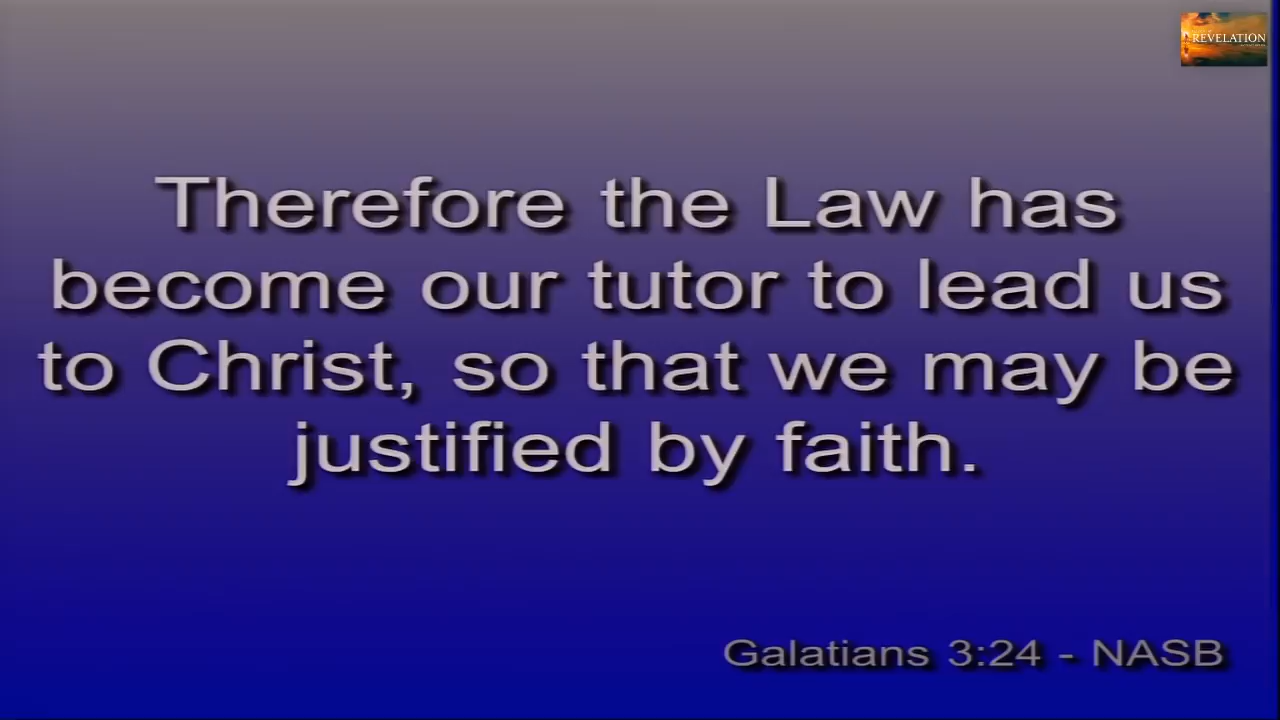 REVELATION
Therefore the Law has
become our tutor to lead us
to Christ, so that we may be
justified by faith.
Galatians 3:24 - NASB